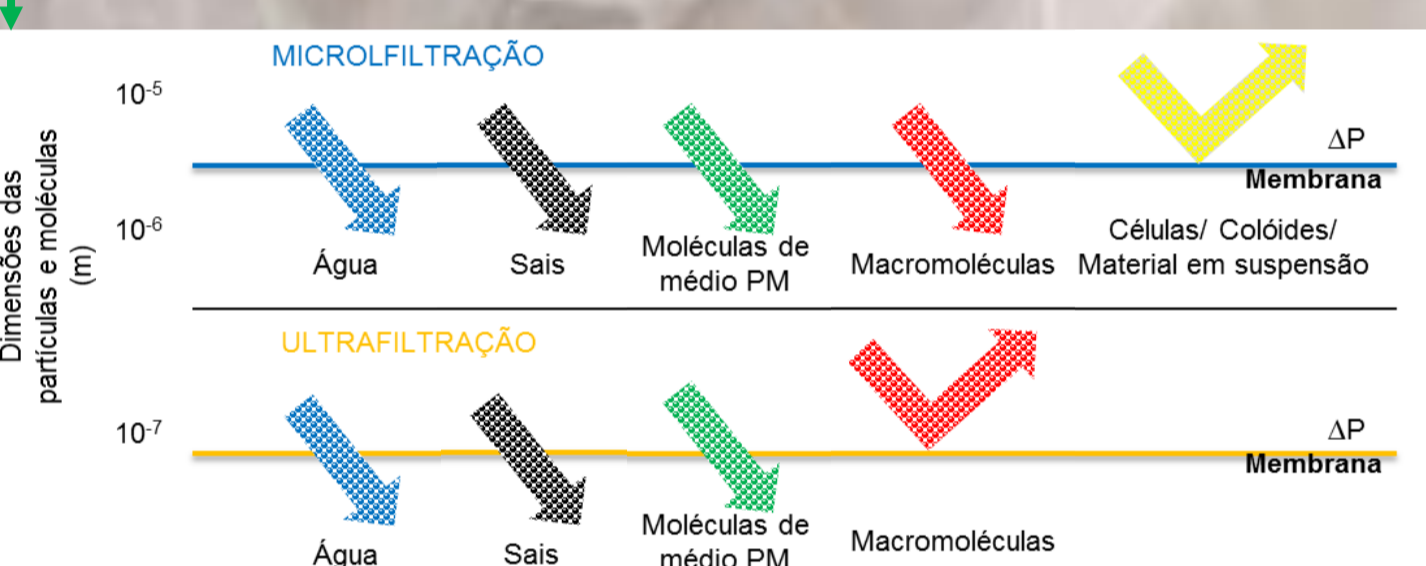 MICROLFILTRAÇÃO
10-5
ΔP
Membrana
10-6
Dimensões das
partículas e moléculas
(m)
Água
Sais
Moléculas de
médio PM
Macromoléculas
Células/ Colóides/
Material em suspensão
ULTRAFILTRAÇÃO
10-7
ΔP
Membrana
Água
Sais
Moléculas de
médio PM
Macromoléculas